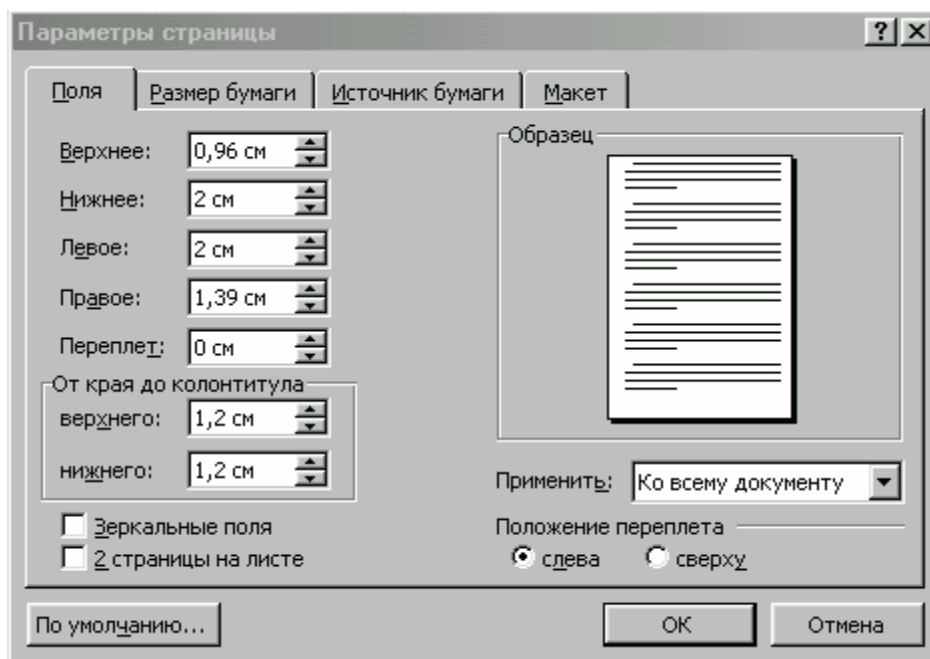 Параметры страницы
Поля Размер бумаги Источник бумаги Макет
Верхнее: 0,96 см
Нижнее: 2 см
Левое: 2 см
Правое: 1,39 см
Переплет: 0 см
От края до колонтитула
верхнего: 1,2 см
нижнего: 1,2 см
Зеркальные поля
2 страницы на листе
Образец
Применить: Ко всему документу
Положение переплета
слева сверху
По умолчанию... ОК Отмена